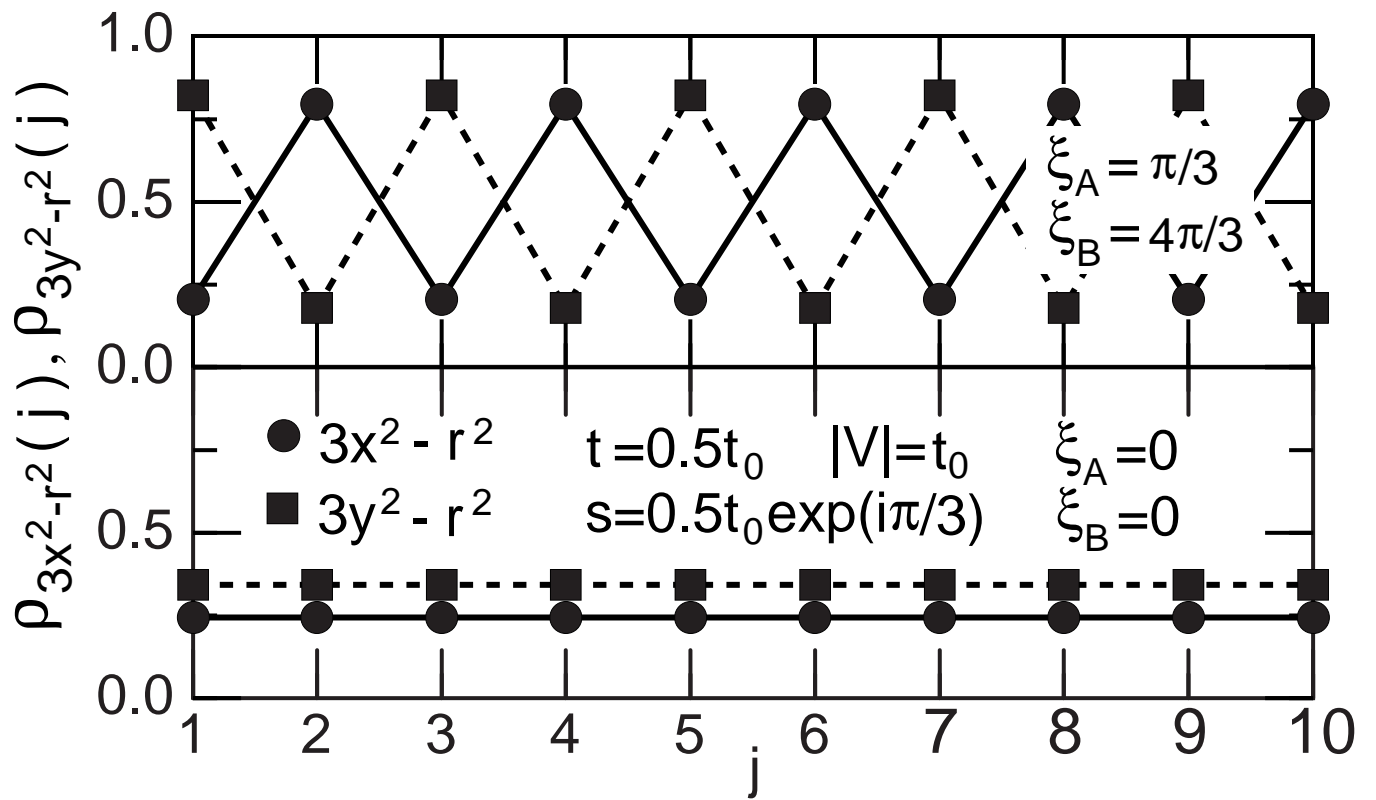 ρ3x²-r²(j), ρ3y²-r²(j)
1.0
0.5
0.0
ξA = π/3
ξB = 4π/3
3x² - r²
t =0.5t₀ |V|=t₀
ξA =0
3y² - r²
s=0.5t₀exp(iπ/3)
ξB =0
0.5
0.0
1 2 3 4 5 6 7 8 9 10
j